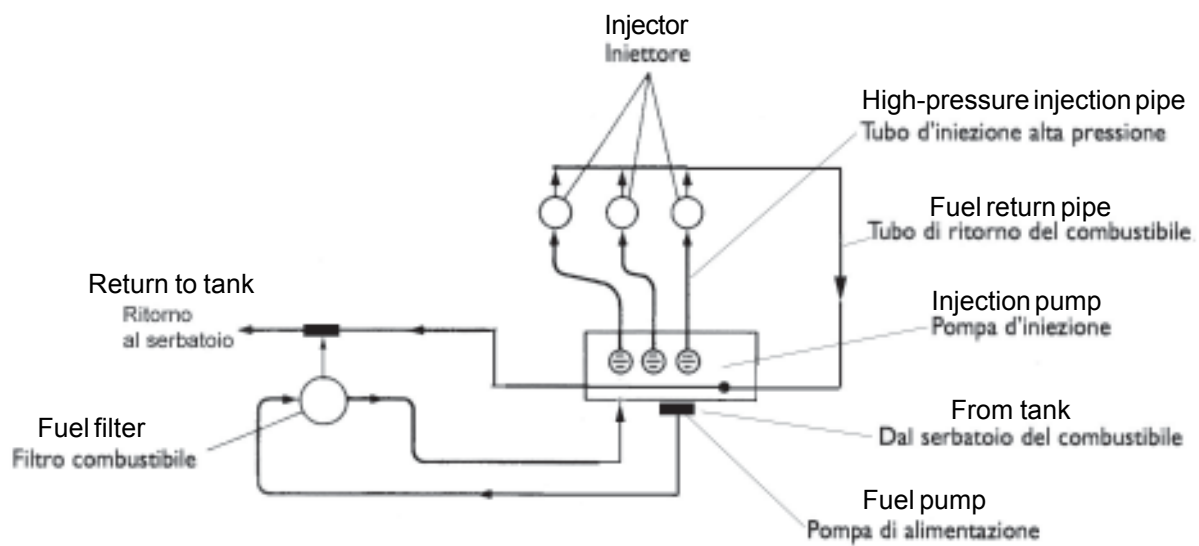 Injector
Iniettore
High-pressure injection pipe
Tubo d'iniezione alta pressione
Fuel return pipe
Tubo di ritorno del combustibile
Return to tank
Ritorno
al serbatoio
Injection pump
Pompa d'iniezione
From tank
Dal serbatoio del combustibile
Fuel filter
Filtro combustibile
Fuel pump
Pompa di alimentazione